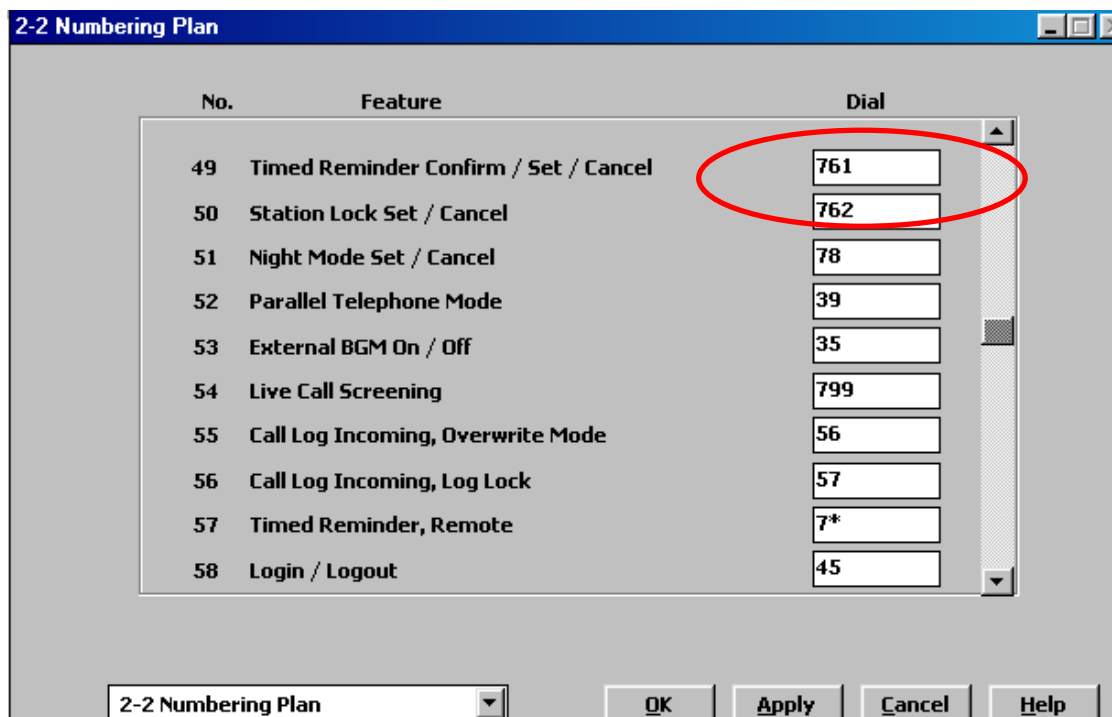 2-2 Numbering Plan
No. Feature Dial
49 Timed Reminder Confirm / Set / Cancel 761
50 Station Lock Set / Cancel 762
51 Night Mode Set / Cancel 78
52 Parallel Telephone Mode 39
53 External BGM On / Off 35
54 Live Call Screening 799
55 Call Log Incoming, Overwrite Mode 56
56 Call Log Incoming, Log Lock 57
57 Timed Reminder, Remote 7*
58 Login / Logout 45
2-2 Numbering Plan OK Apply Cancel Help